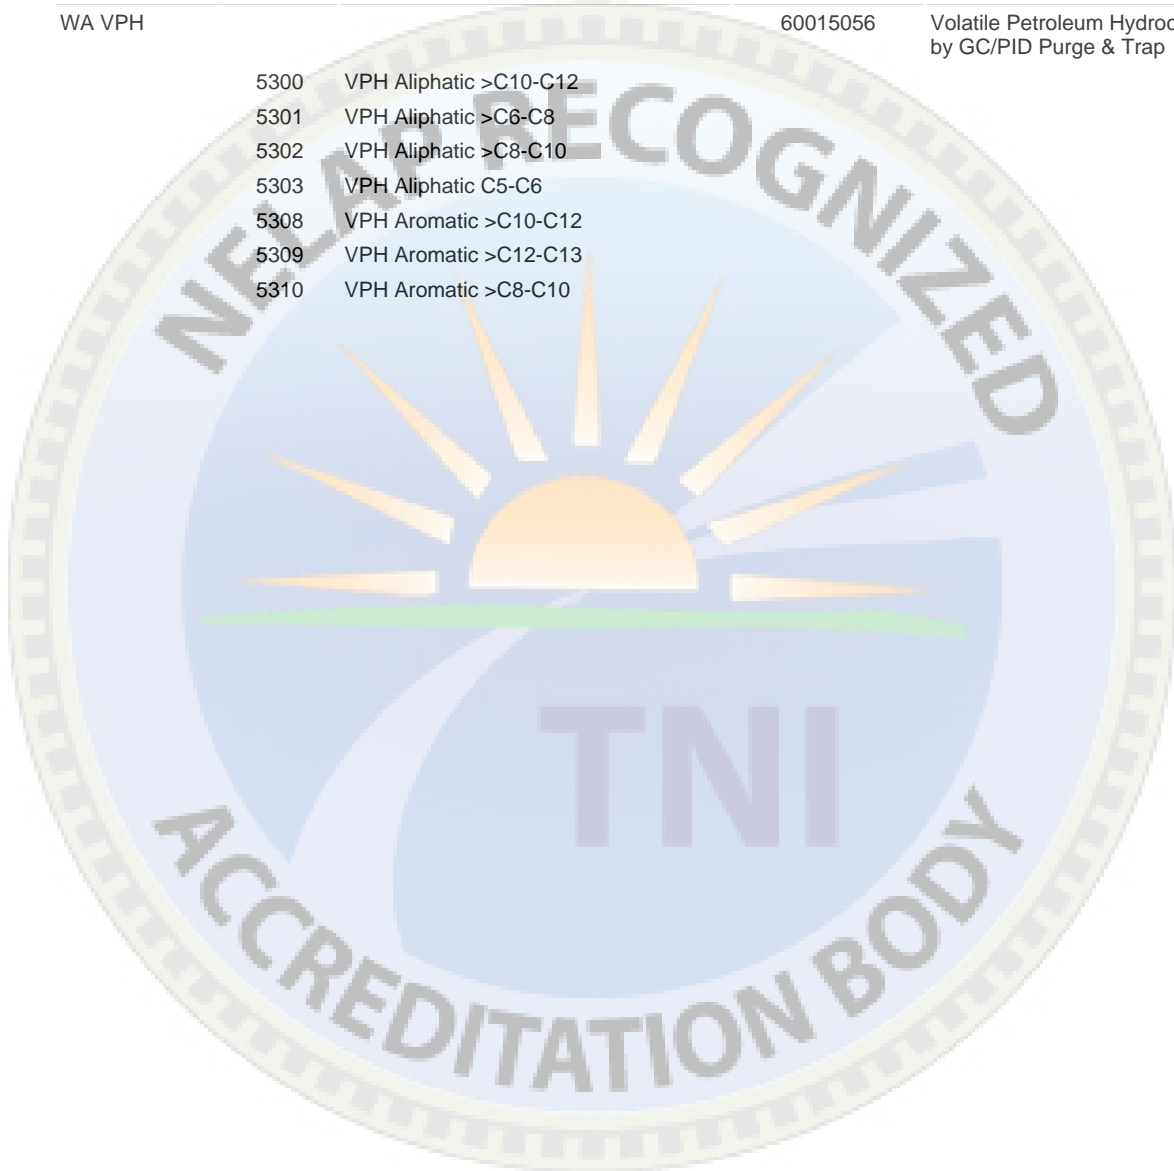 WA VPH 60015056 Volatile Petroleum
by GC/PID Purge & Trap
5300 VPH Aliphatic >C10-C12
5301 VPH Aliphatic >C6-C8
5302 VPH Aliphatic >C8-C10
5303 VPH Aliphatic C5-C6
5308 VPH Aromatic >C10-C12
5309 VPH Aromatic >C12-C13
5310 VPH Aromatic >C8-C10
NELAP RECOGNIZED
TNI
ACCREDITATION BODY